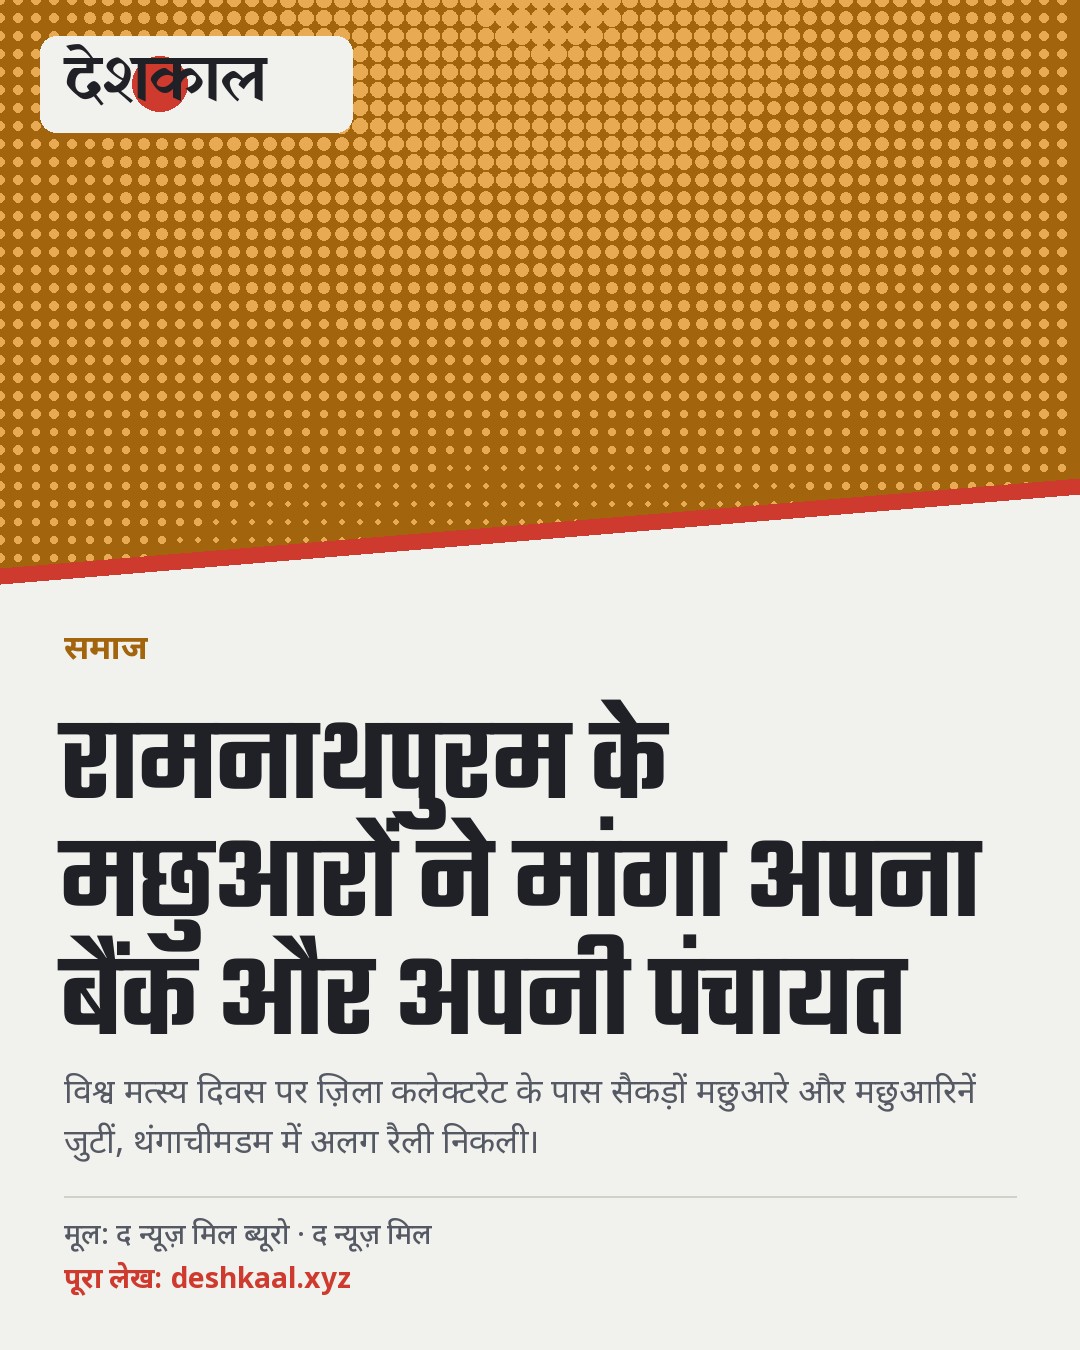 देशकाल
समाज
रामनाथपुरम के
मछुआरों ने मांगा अपना
बैंक और अपनी पंचायत
विश्व मत्स्य दिवस पर ज़िला कलेक्टरेट के पास सैकड़ों मछुआरे और मछुआरिनें
जुटीं, थंगाचीमडम में अलग रैली निकली।
मूल: द न्यूज़ मिल ब्यूरो · द न्यूज़ मिल
पूरा लेख: deshkaal.xyz